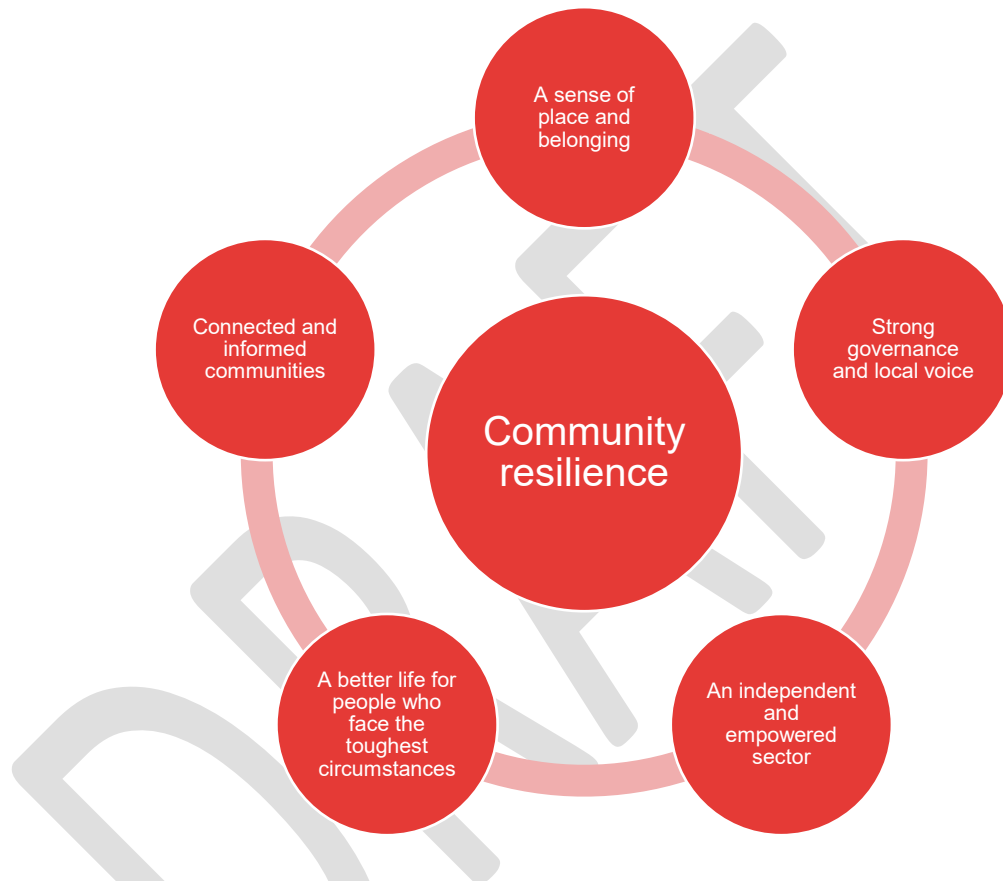 A sense of
place and
belonging
Strong
governance
and local voice
An independent
and
empowered
sector
A better life for
people who
face the
toughest
circumstances
Connected and
informed
communities
Community
resilience
DRAFT